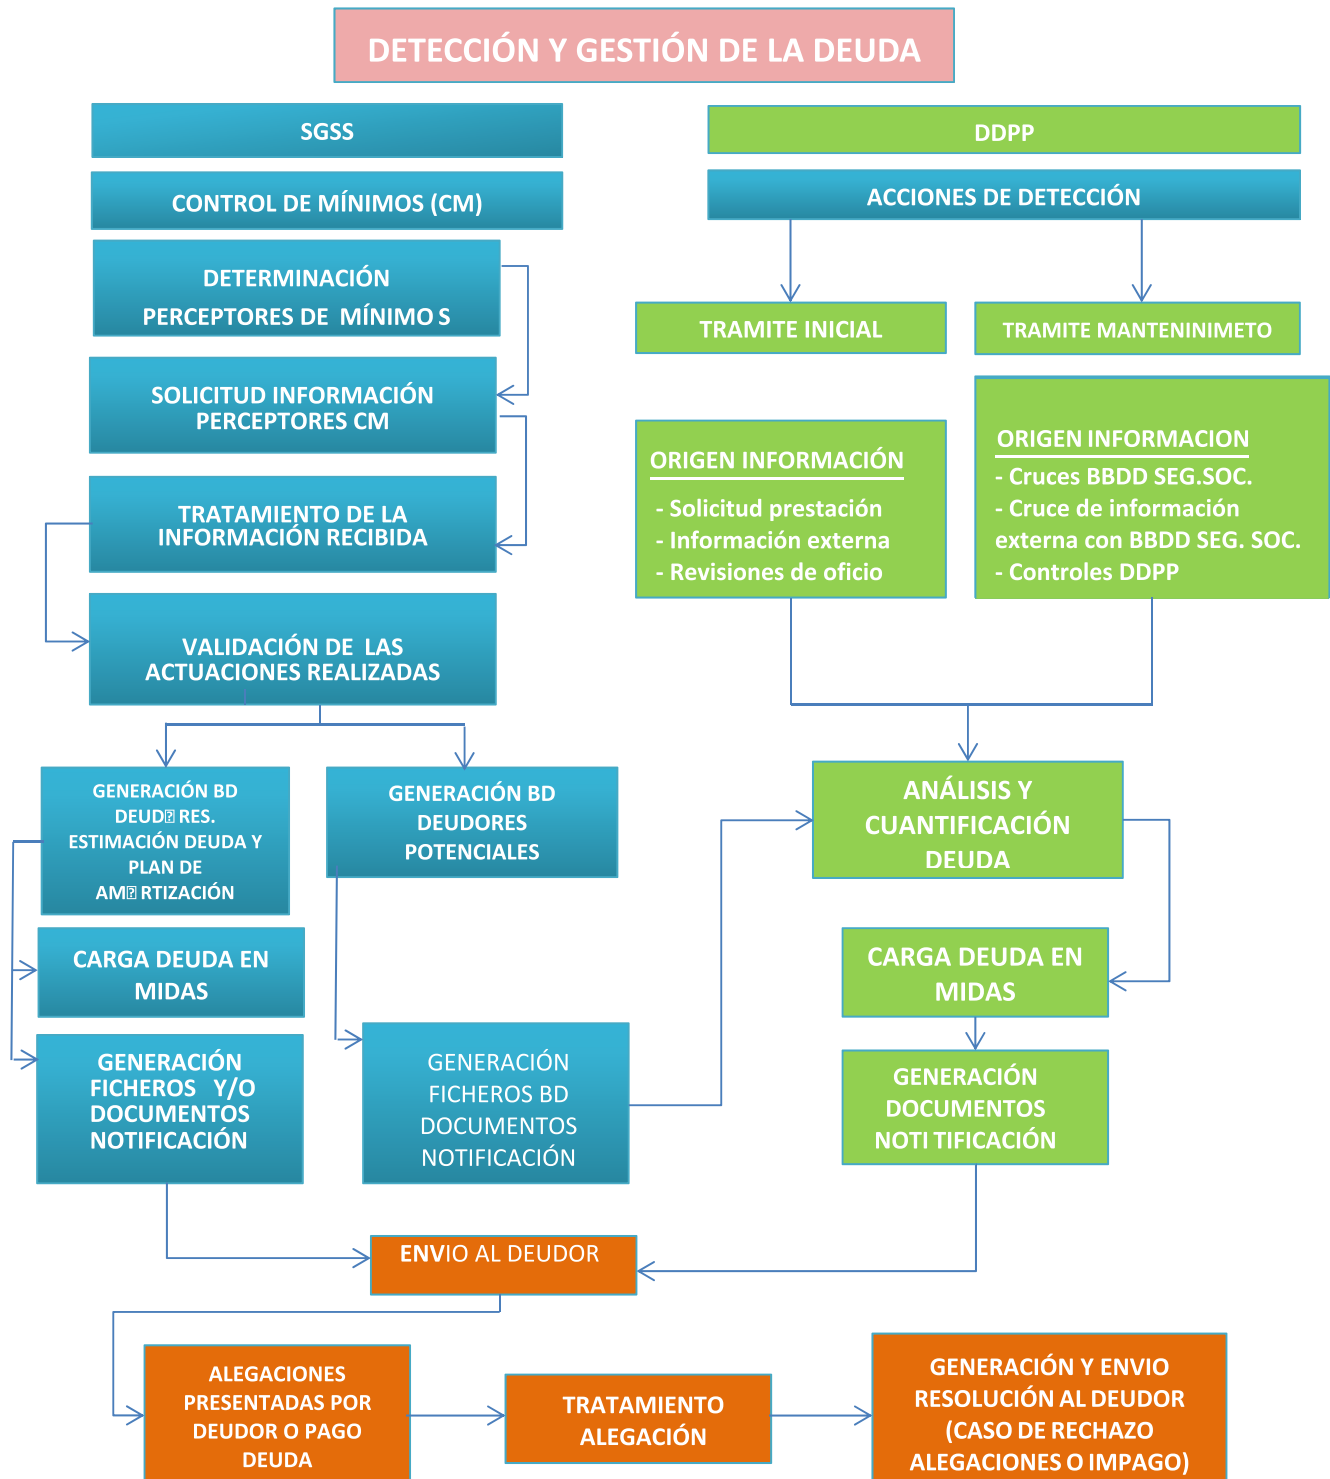 DETECCIÓN Y GESTIÓN DE LA DEUDA
SGSS
CONTROL DE MÍNIMOS (CM)
DETERMINACIÓN
PERCEPTORES DE MÍNIMO S
SOLICITUD INFORMACIÓN
PERCEPTORES CM
TRATAMIENTO DE LA
INFORMACIÓN RECIBIDA
VALIDACIÓN DE LAS
ACTUACIONES REALIZADAS
GENERACIÓN BD
DEUD⍰ RES.
ESTIMACIÓN DEUDA Y
PLAN DE
AM⍰ RTIZACIÓN
GENERACIÓN BD
DEUDORES
POTENCIALES
CARGA DEUDA EN
MIDAS
GENERACIÓN
FICHEROS Y/O
DOCUMENTOS
NOTIFICACIÓN
GENERACIÓN
FICHEROS BD
DOCUMENTOS
NOTIFICACIÓN
DDPP
ACCIONES DE DETECCIÓN
TRAMITE INICIAL
TRAMITE MANTENINIMETO
ORIGEN INFORMACIÓN
- Solicitud prestación
- Información externa
- Revisiones de oficio
ORIGEN INFORMACION
- Cruces BBDD SEG.SOC.
- Cruce de información
externa con BBDD SEG. SOC.
- Controles DDPP
ANÁLISIS Y
CUANTIFICACIÓN
DEUDA
CARGA DEUDA EN
MIDAS
GENERACIÓN
DOCUMENTOS
NOTI TIFICACIÓN
ENVIO AL DEUDOR
ALEGACIONES
PRESENTADAS POR
DEUDOR O PAGO
DEUDA
TRATAMIENTO
ALEGACIÓN
GENERACIÓN Y ENVIO
RESOLUCIÓN AL DEUDOR
(CASO DE RECHAZO
ALEGACIONES O IMPAGO)